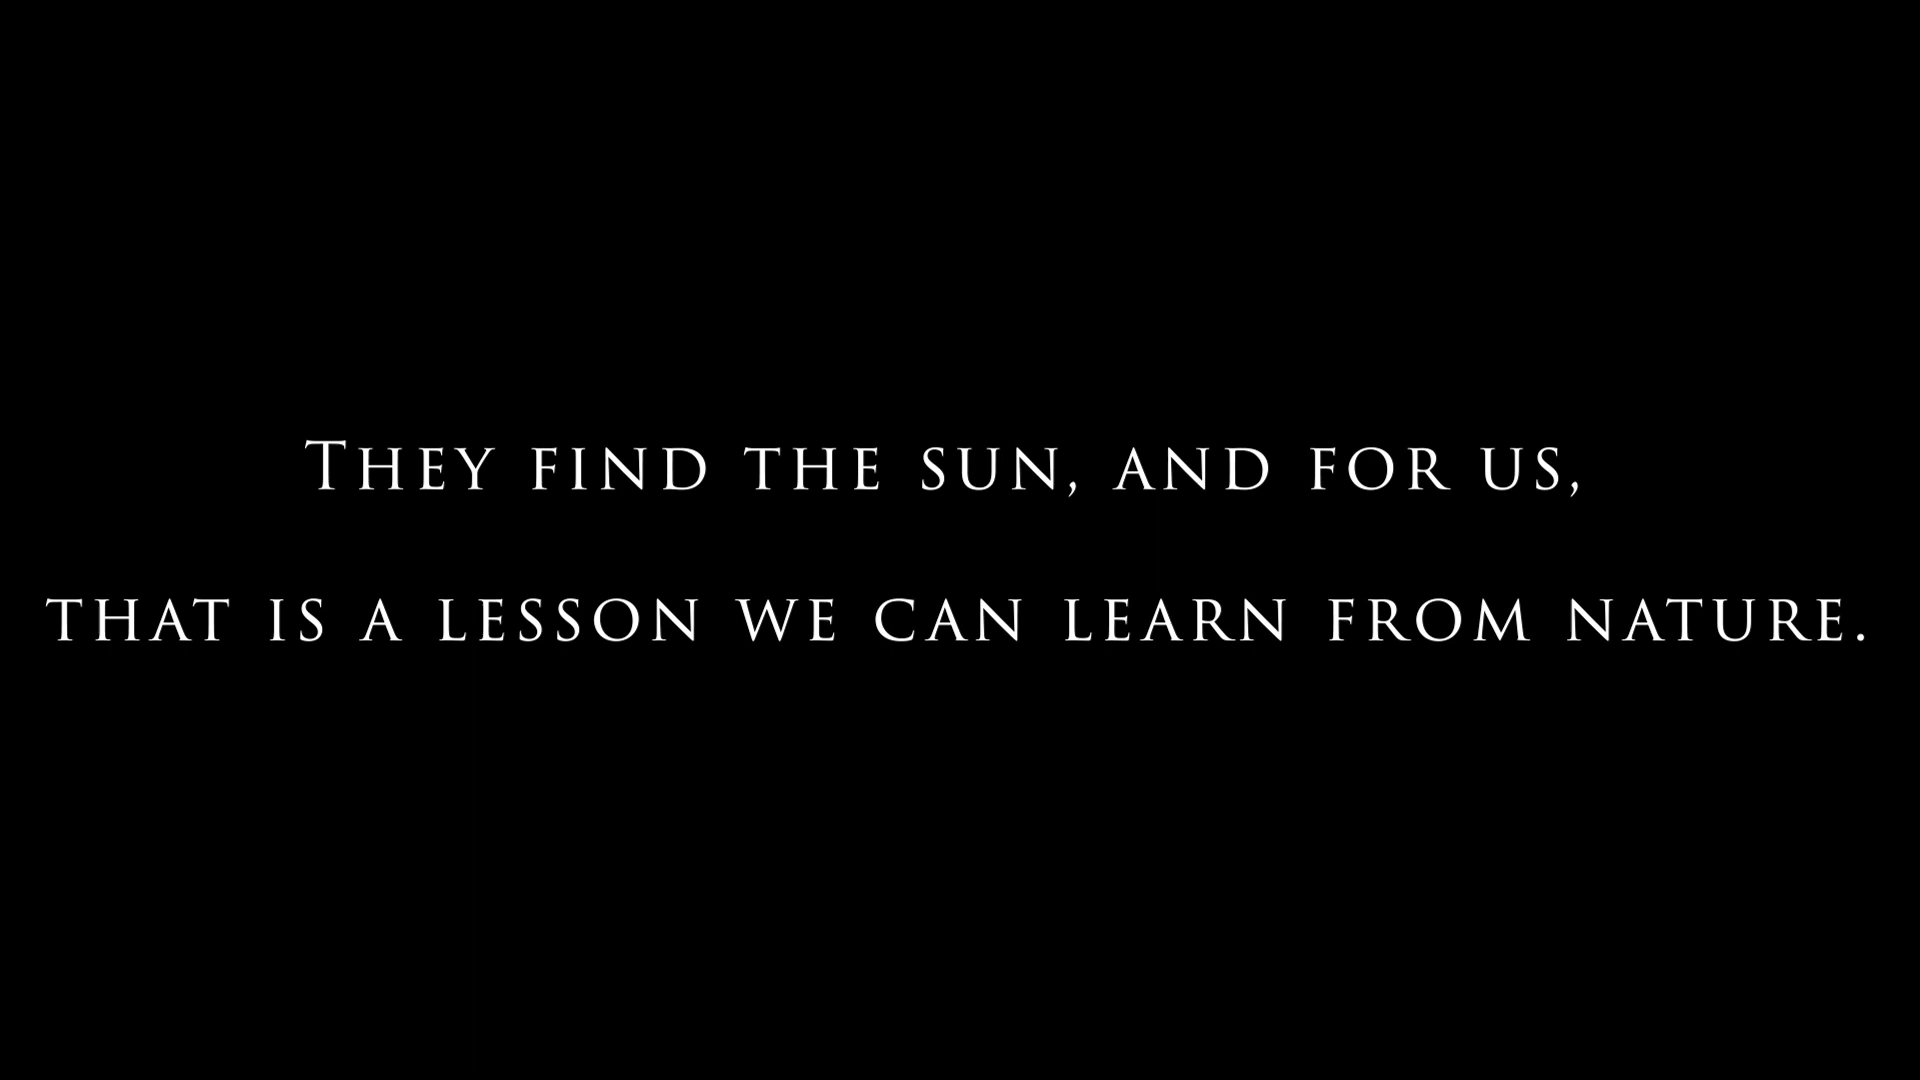 They find the sun, and for us,
that is a lesson we can learn from nature.